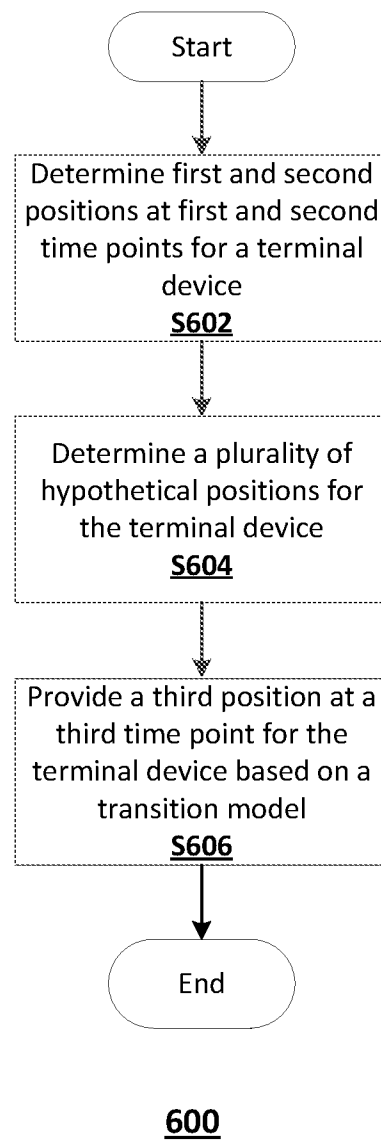 Start
Determine first and second
positions at first and second
time points for a terminal
device
S602
Determine a plurality of
hypothetical positions for
the terminal device
S604
Provide a third position at a
third time point for the
terminal device based on a
transition model
S606
End
600